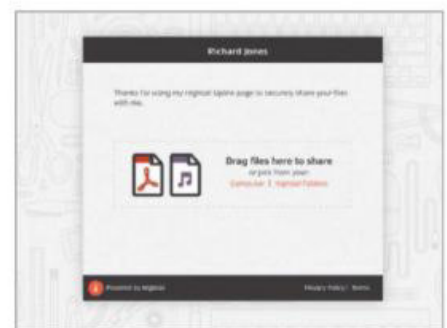 Richard Jones
Thanks for using my Hightail Uplink page to securely share your files
with me.
Drag files here to share
or pick from your:
Computer | Hightail Folders
Powered by Hightail
Privacy Policy | Terms